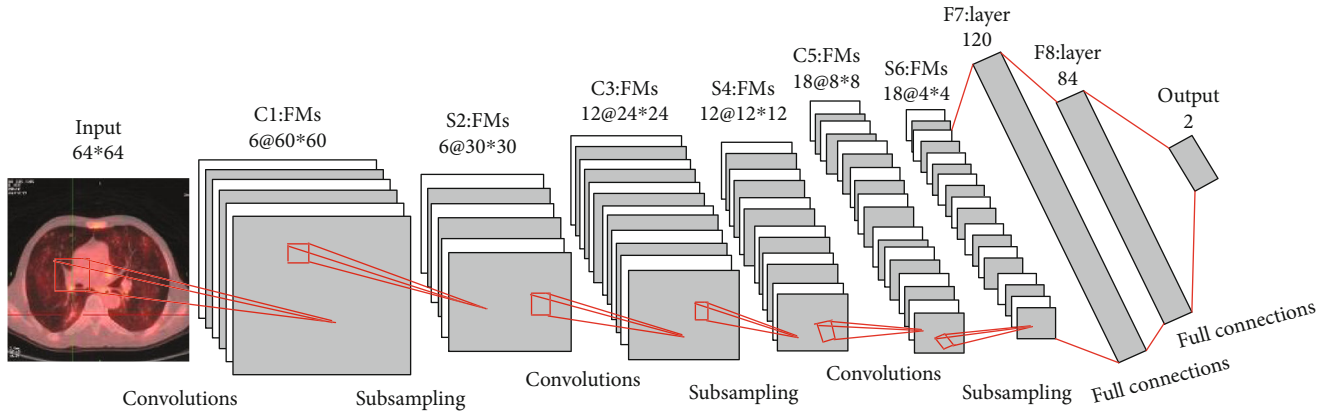 Input
64*64
C1:FMs
6@60*60
S2:FMs
6@30*30
C3:FMs
12@24*24
S4:FMs
12@12*12
C5:FMs
18@8*8
S6:FMs
18@4*4
F7:layer
120
F8:layer
84
Output
2
Convolutions
Subsampling
Convolutions
Subsampling
Convolutions
Subsampling
Full connections
Full connections